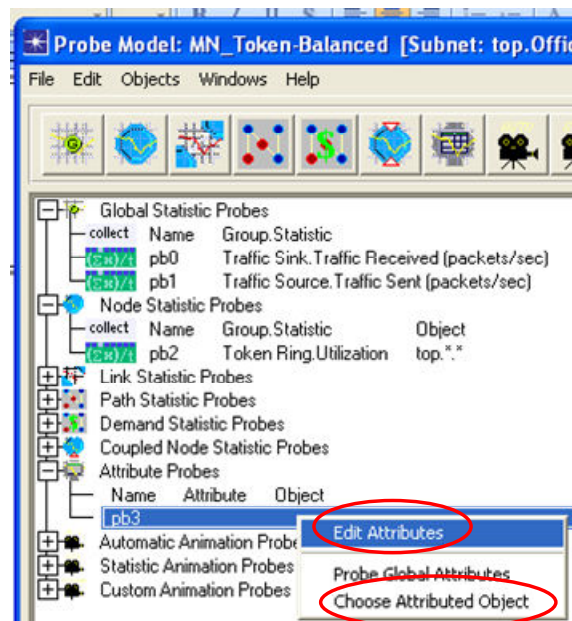 Probe Model: MN_Token-Balanced [Subnet: top.Offic
File Edit Objects Windows Help
Global Statistic Probes
collect Name Group.Statistic
pb0 Traffic Sink.Traffic Received (packets/sec)
pb1 Traffic Source.Traffic Sent (packets/sec)
Node Statistic Probes
collect Name Group.Statistic Object
pb2 Token Ring.Utilization top.*.*
Link Statistic Probes
Path Statistic Probes
Demand Statistic Probes
Coupled Node Statistic Probes
Attribute Probes
Name Attribute Object
pb3
Edit Attributes
Automatic Animation Probe
Statistic Animation Probes
Probe Global Attributes
Custom Animation Probes
Choose Attributed Object